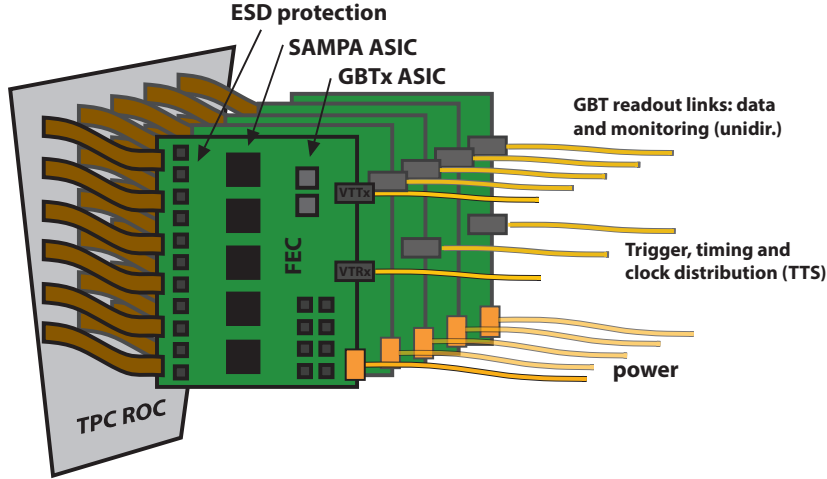 ESD protection
SAMPA ASIC
GBTx ASIC
GBT readout links: data
and monitoring (unidir.)
VTTx
FEC
VTRx
Trigger, timing and
clock distribution (TTS)
power
TPC ROC